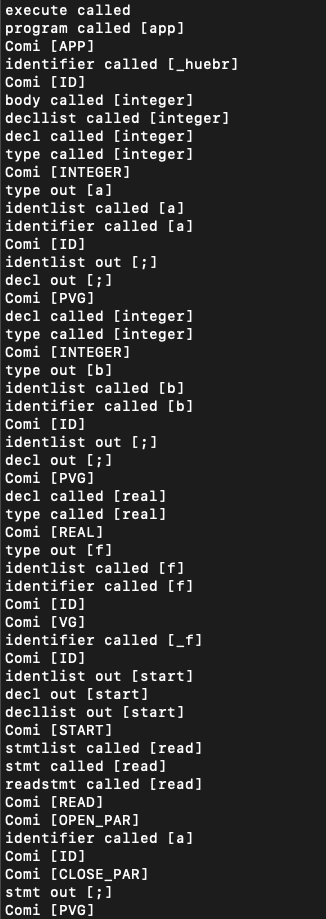 execute called
program called [app]
Comi [APP]
identifier called [_huebr]
Comi [ID]
body called [integer]
decllist called [integer]
decl called [integer]
type called [integer]
Comi [INTEGER]
type out [a]
identlist called [a]
identifier called [a]
Comi [ID]
identlist out [;]
decl out [;]
Comi [PVG]
decl called [integer]
type called [integer]
Comi [INTEGER]
type out [b]
identlist called [b]
identifier called [b]
Comi [ID]
identlist out [;]
decl out [;]
Comi [PVG]
decl called [real]
type called [real]
Comi [REAL]
type out [f]
identlist called [f]
identifier called [f]
Comi [ID]
Comi [VG]
identifier called [_f]
Comi [ID]
identlist out [start]
decl out [start]
decllist out [start]
Comi [START]
stmtlist called [read]
stmt called [read]
readstmt called [read]
Comi [READ]
Comi [OPEN_PAR]
identifier called [a]
Comi [ID]
Comi [CLOSE_PAR]
stmt out [;]
Comi [PVG]